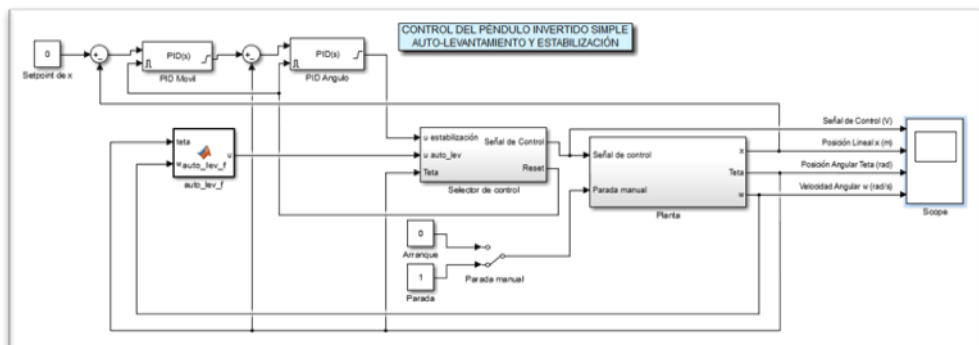 CONTROL DEL PÉNDULO INVERTIDO SIMPLE
AUTO-LEVANTAMIENTO Y ESTABILIZACIÓN
0
Setpoint de x
PID(s)
PID Movil
PID(s)
PID Angulo
teta
w
auto_lev_f
u
auto_lev_f
u estabilización
u auto_lev
Teta
Señal de Control
Reset
Selector de control
Señal de control
Parada manual
x
Teta
w
Planta
Señal de Control (V)
Posición Lineal x (m)
Posición Angular Teta (rad)
Velocidad Angular w (rad/s)
Scope
0
Arranque
1
Parada
Parada manual